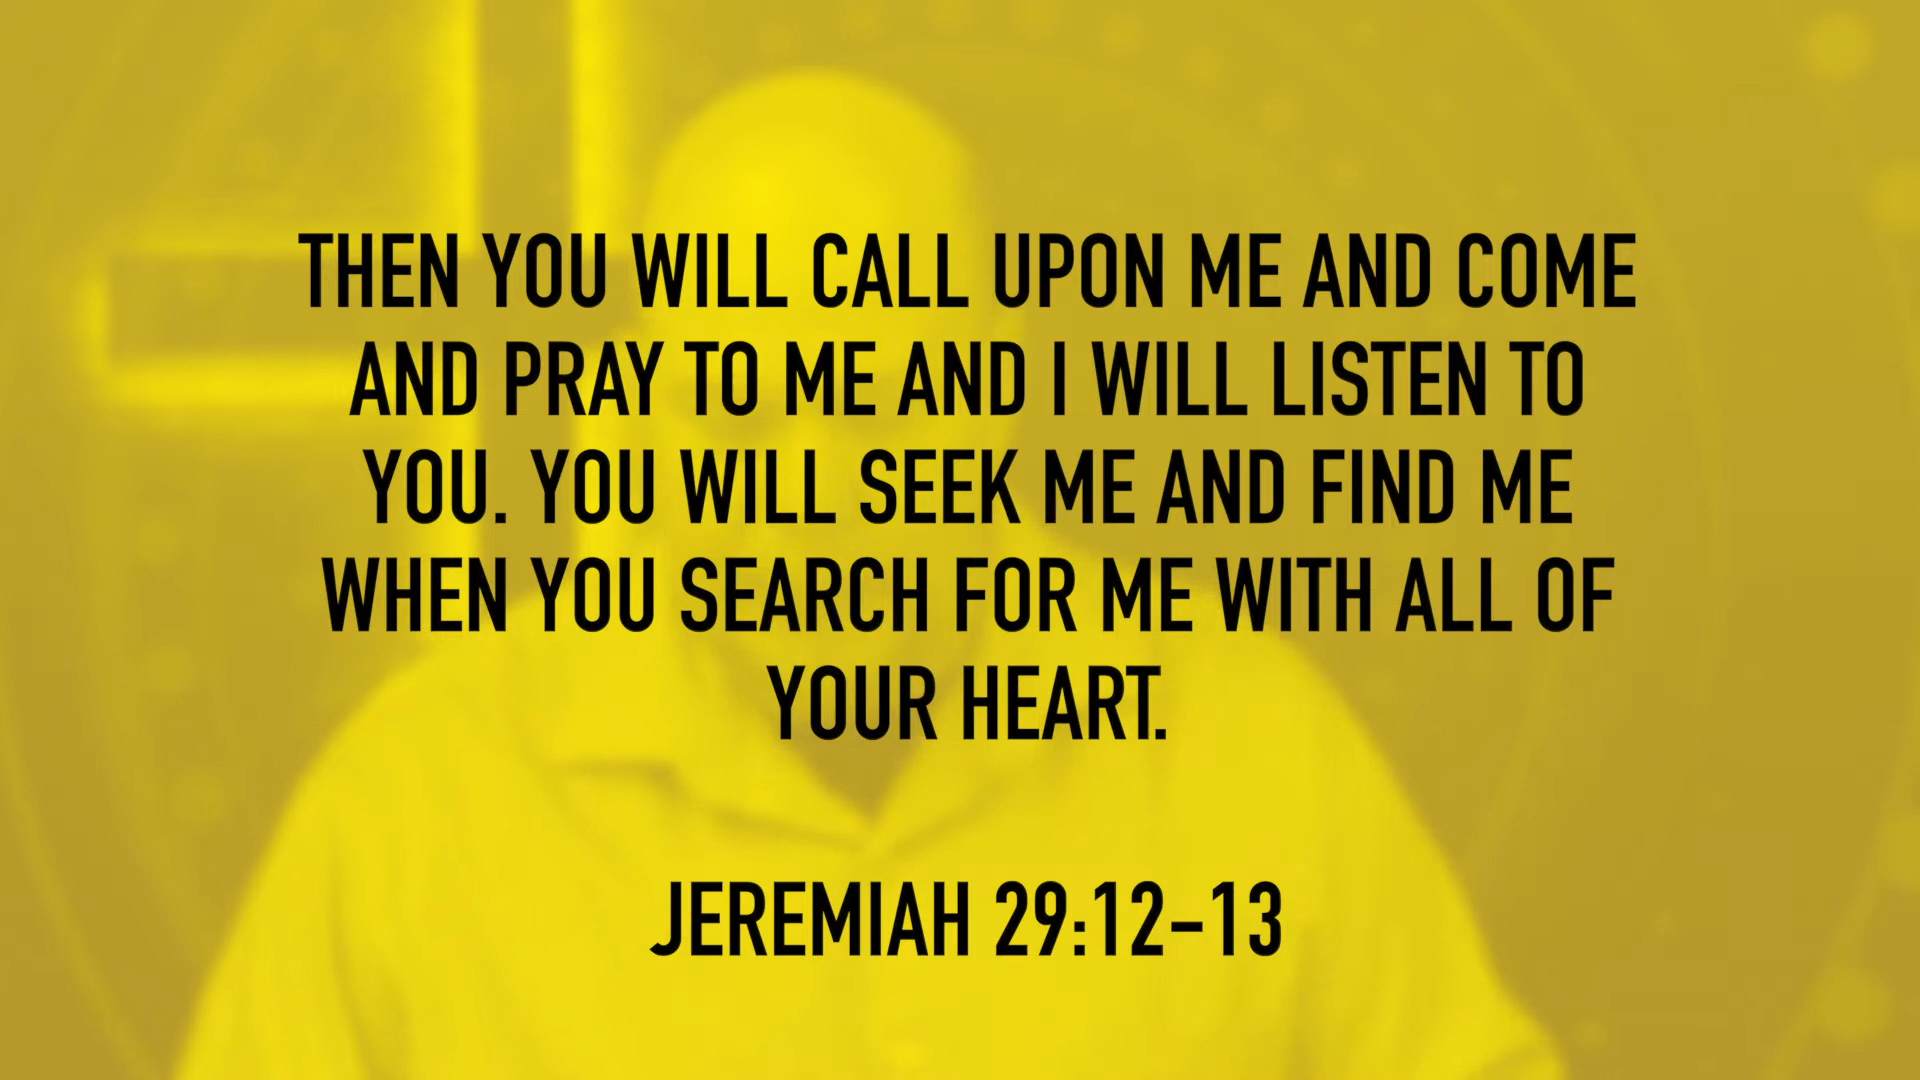 THEN YOU WILL CALL UPON ME AND COME
AND PRAY TO ME AND I WILL LISTEN TO
YOU. YOU WILL SEEK ME AND FIND ME
WHEN YOU SEARCH FOR ME WITH ALL OF
YOUR HEART.
JEREMIAH 29:12-13